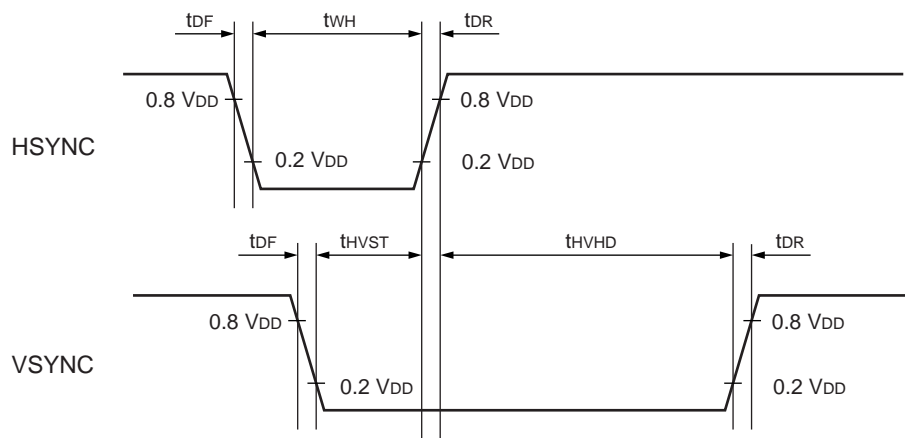 tDF tWH tDR
0.8 VDD 0.8 VDD
HSYNC
0.2 VDD 0.2 VDD
tDF tHVST tHVHD tDR
0.8 VDD 0.8 VDD
VSYNC
0.2 VDD 0.2 VDD